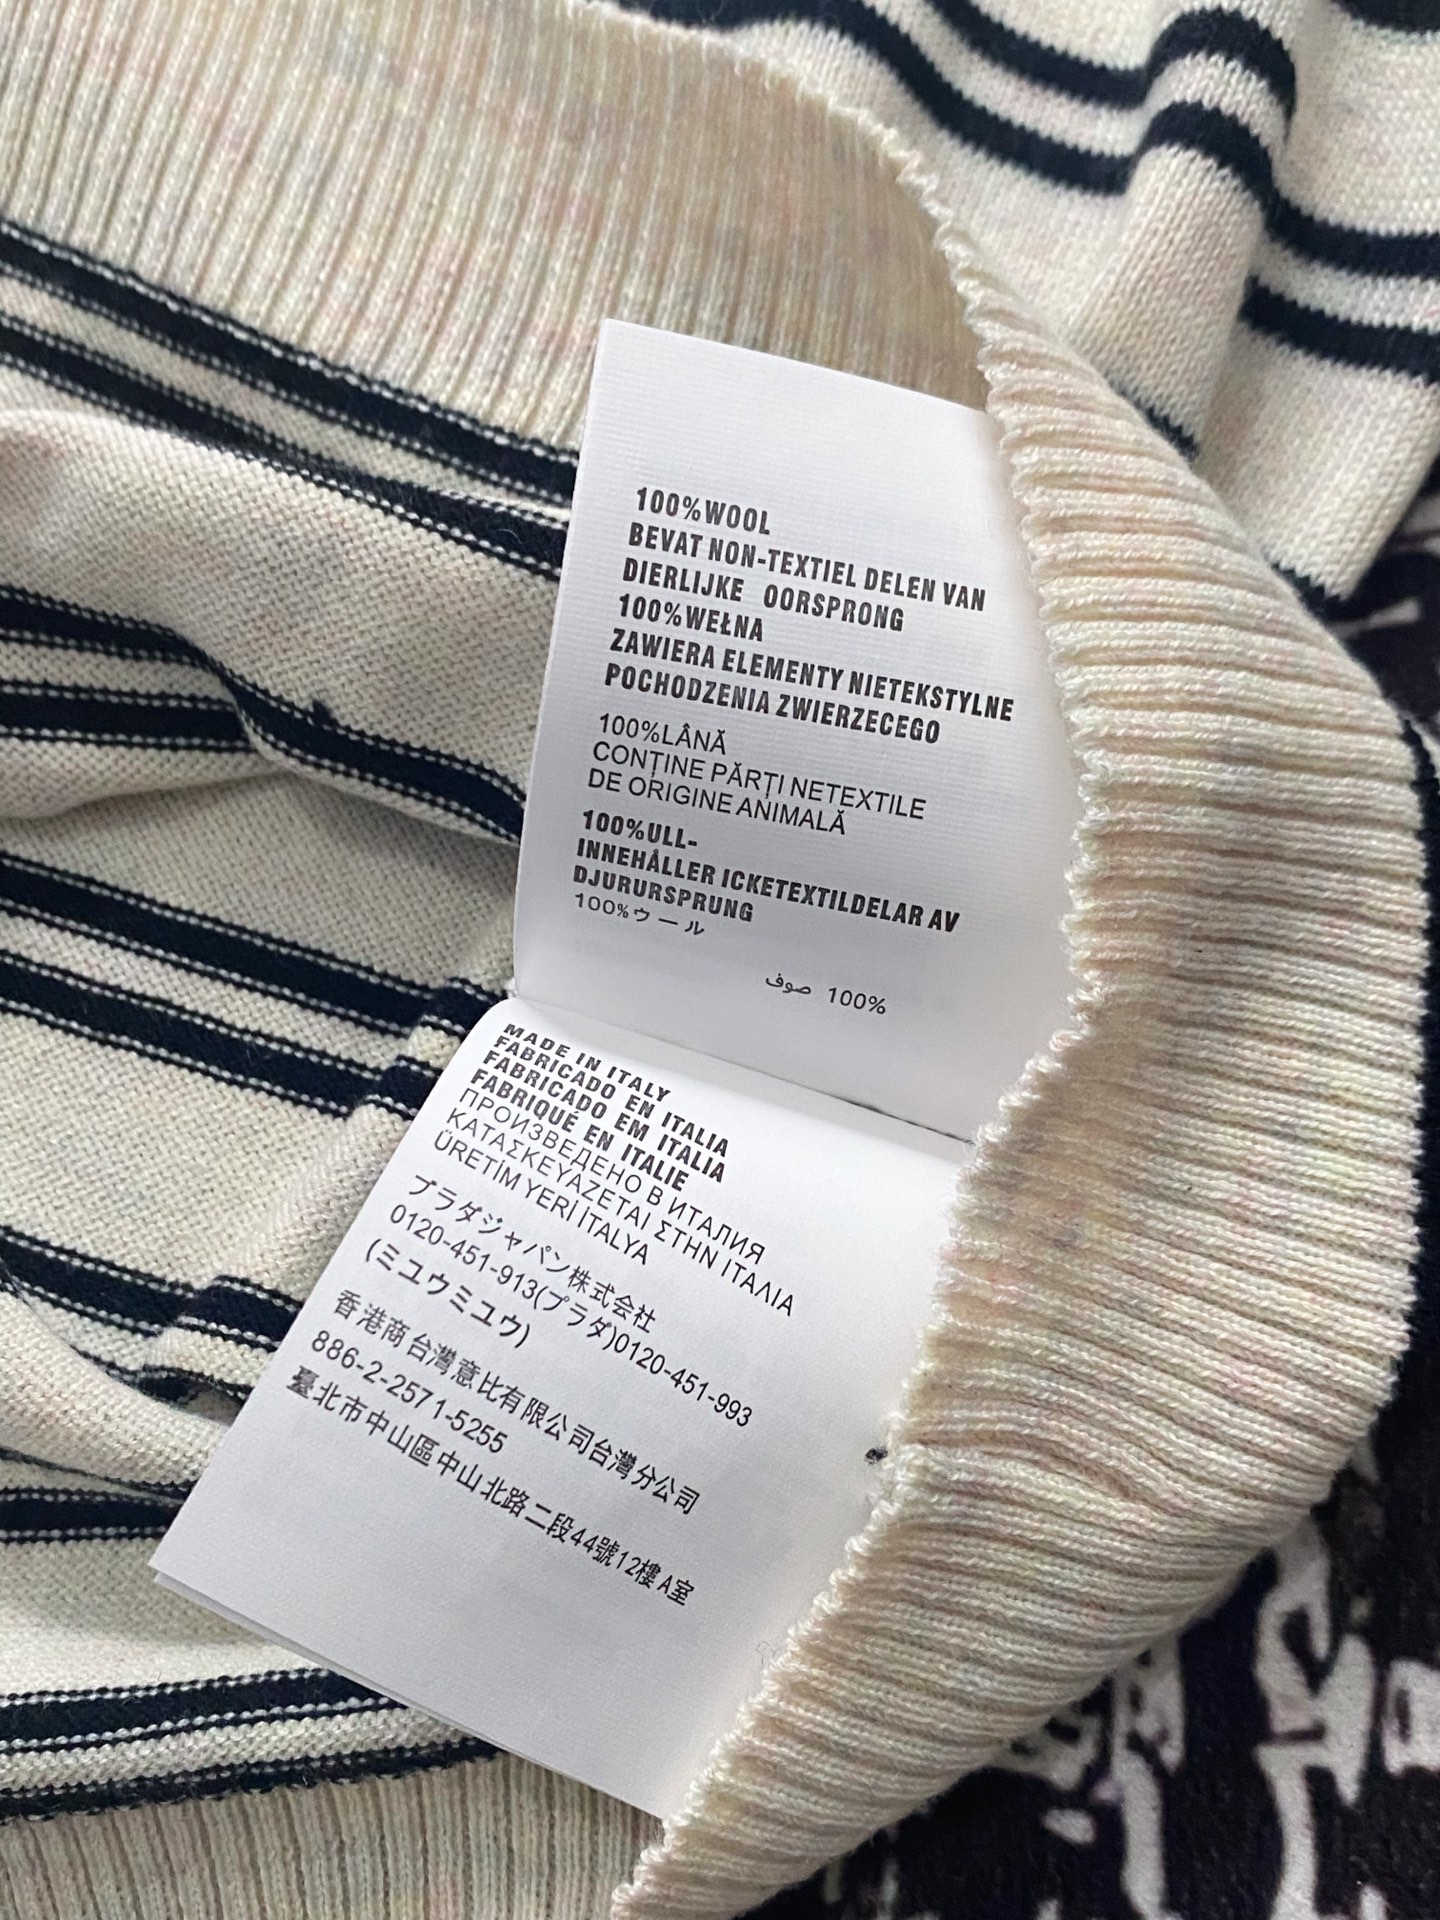 100%WOOL
BEVAT NON-TEXTIEL DELEN VAN
DIERLIJKE OORSPRONG
100%WEŁNA
ZAWIERA ELEMENTY NIETEKSTYLNE
POCHODZENIA ZWIERZECEGO
100%LÂNĂ
CONȚINE PĂRȚI NETEXTILE
DE ORIGINE ANIMALĂ
100%ULL-
INNEHÅLLER ICKETEXTILDELAR AV
DJURURSPRUNG
100%ウール
100% صوف
MADE IN ITALY
FABRICADO EN ITALIA
FABRICADO EM ITALIA
FABRIQUÉ EN ITALIE
ПРОИЗВЕДЕНО В ИТАЛИЯ
ΚΑΤΑΣΚΕΥΑΖΕΤΑΙ ΣΤΗΝ ΙΤΑΛΙΑ
ÜRETİM YERİ İTALYA
プラダジャパン株式会社
0120-451-913(プラダ)0120-451-993
(ミュウミュウ)
香港商台灣意比有限公司台灣分公司
886-2-2571-5255
臺北市中山區中山北路二段44號12樓A室